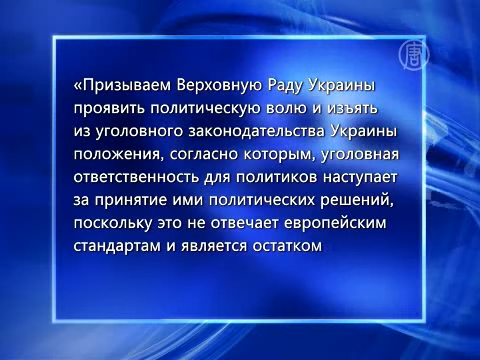 «Призываем Верховную Раду Украины
проявить политическую волю и изъять
из уголовного законодательства Украины
положения, согласно которым, уголовная
ответственность для политиков наступает
за принятие ими политических решений,
поскольку это не отвечает европейским
стандартам и является остатком
唐